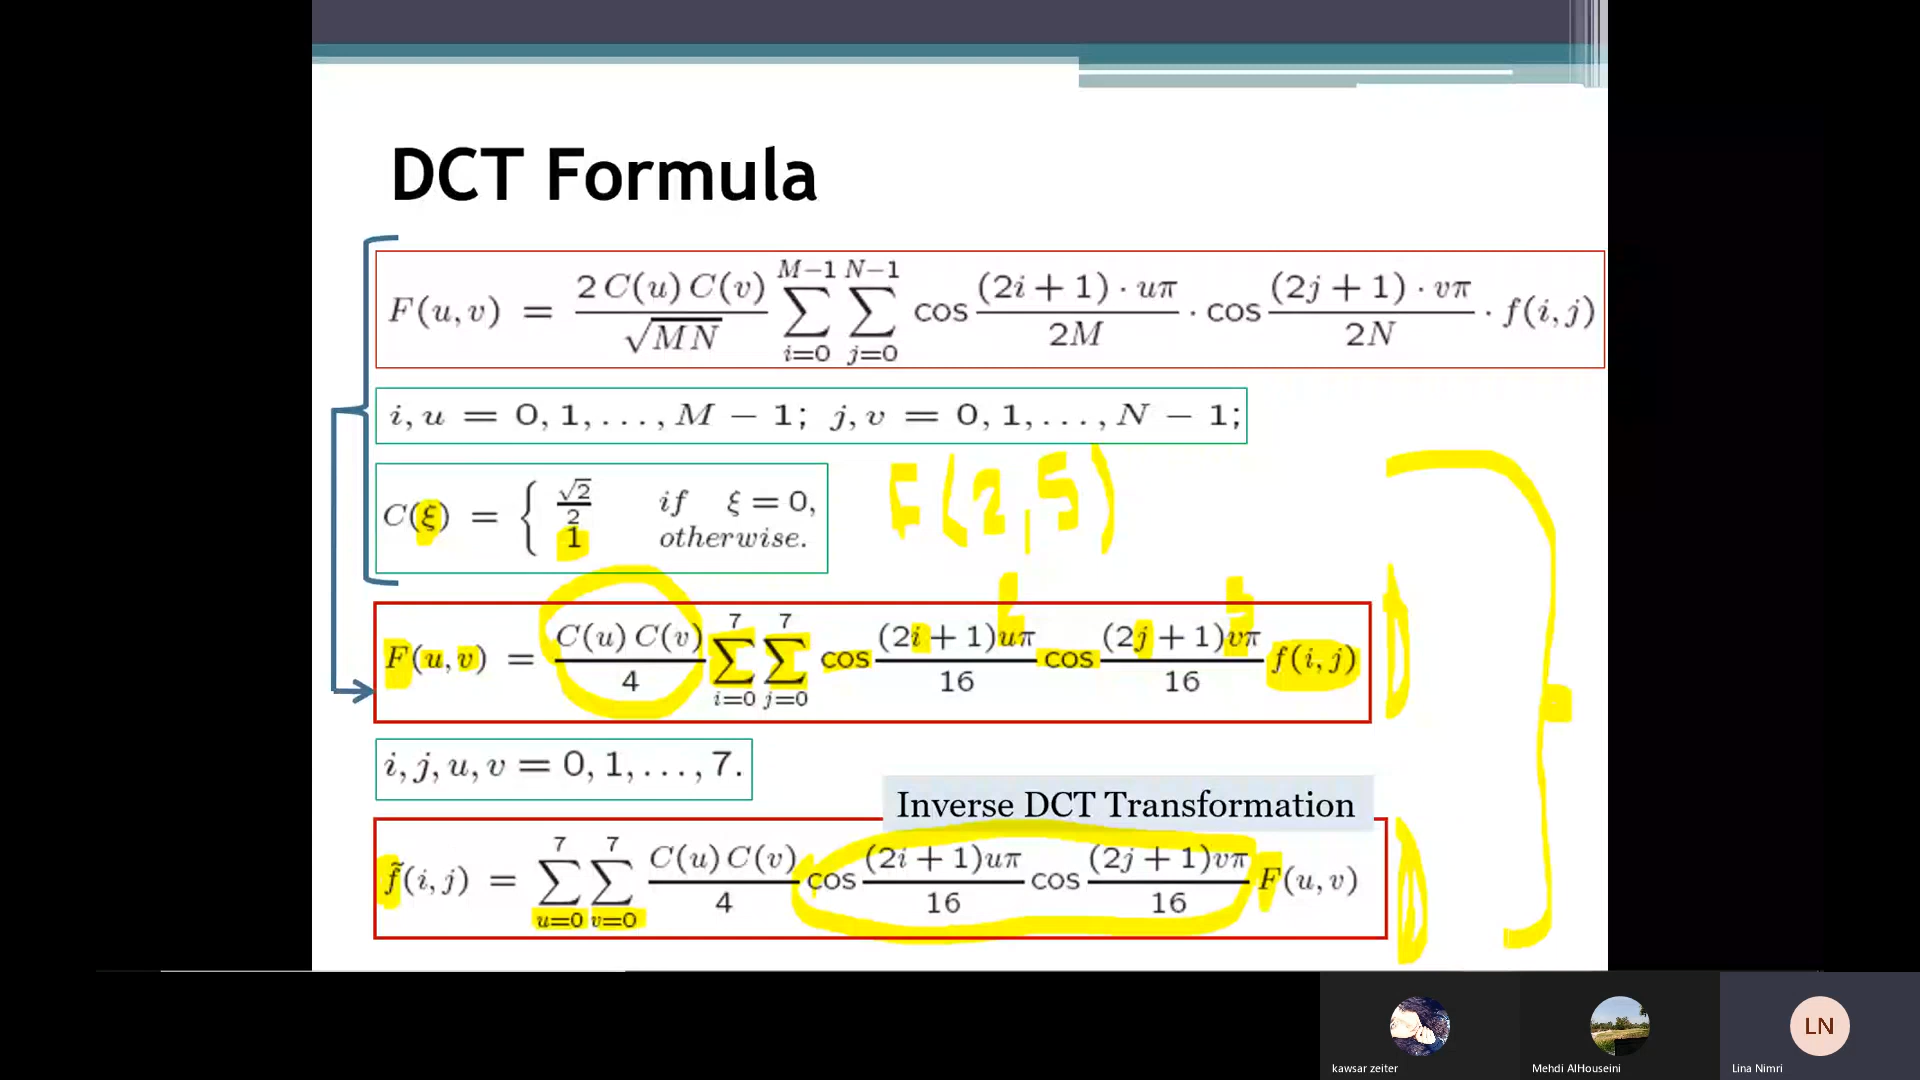 DCT Formula
F(u, v) = 2 C(u) C(v) / √MN M−1 ∑ i=0 N−1 ∑ j=0 cos (2i + 1) · uπ / 2M · cos (2j + 1) · vπ / 2N · f(i, j)
i, u = 0, 1, . . . , M − 1; j, v = 0, 1, . . . , N − 1;
C(ξ) = { √2 / 2 if ξ = 0,
1 otherwise.
F(2,5)
5
F(u, v) = C(u) C(v) / 4 7 ∑ i=0 7 ∑ j=0 cos (2i + 1)uπ / 16 cos (2j + 1)vπ / 16 f(i, j)
i, j, u, v = 0, 1, . . . , 7.
Inverse DCT Transformation
f̃(i, j) = 7 ∑ u=0 7 ∑ v=0 C(u) C(v) / 4 cos (2i + 1)uπ / 16 cos (2j + 1)vπ / 16 F(u, v)
LN
kawsar zeiter
Mehdi AlHouseini
Lina Nimri